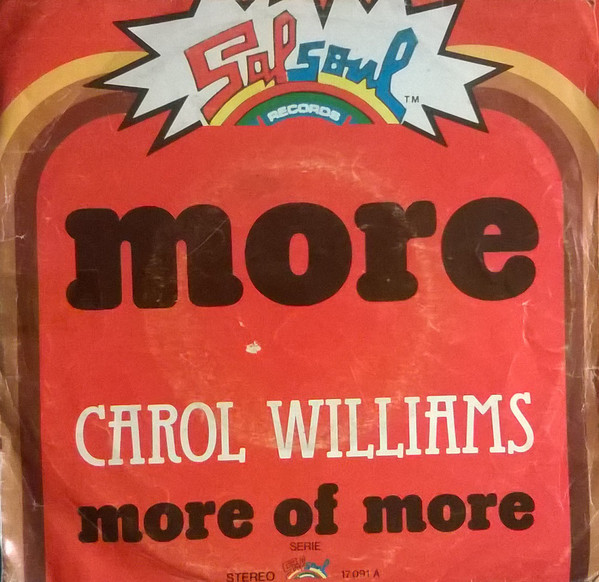 Salsoul
TM
RECORDS
more
CAROL WILLIAMS
more of more
SERIE
STEREO 17.091 A